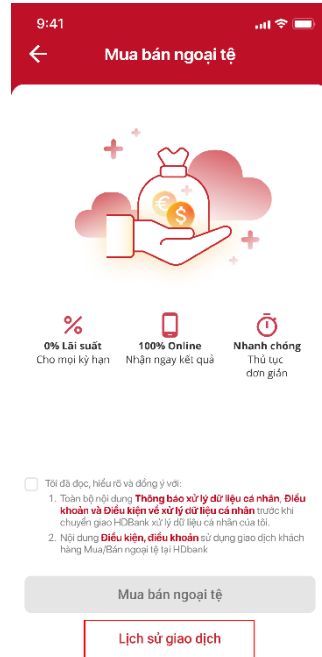 9:41
Mua bán ngoại tệ
0% Lãi suất
Cho mọi kỳ hạn
100% Online
Nhận ngay kết quả
Nhanh chóng
Thủ tục
đơn giản
Tôi đã đọc, hiểu rõ và đồng ý với:
1. Toàn bộ nội dung Thông báo xử lý dữ liệu cá nhân, Điều
khoản và Điều kiện về xử lý dữ liệu cá nhân trước khi
chuyển giao HDBank xử lý dữ liệu cá nhân của tôi.
2. Nội dung Điều kiện, điều khoản sử dụng giao dịch khách
hàng Mua/Bán ngoại tệ tại HDbank
Mua bán ngoại tệ
Lịch sử giao dịch